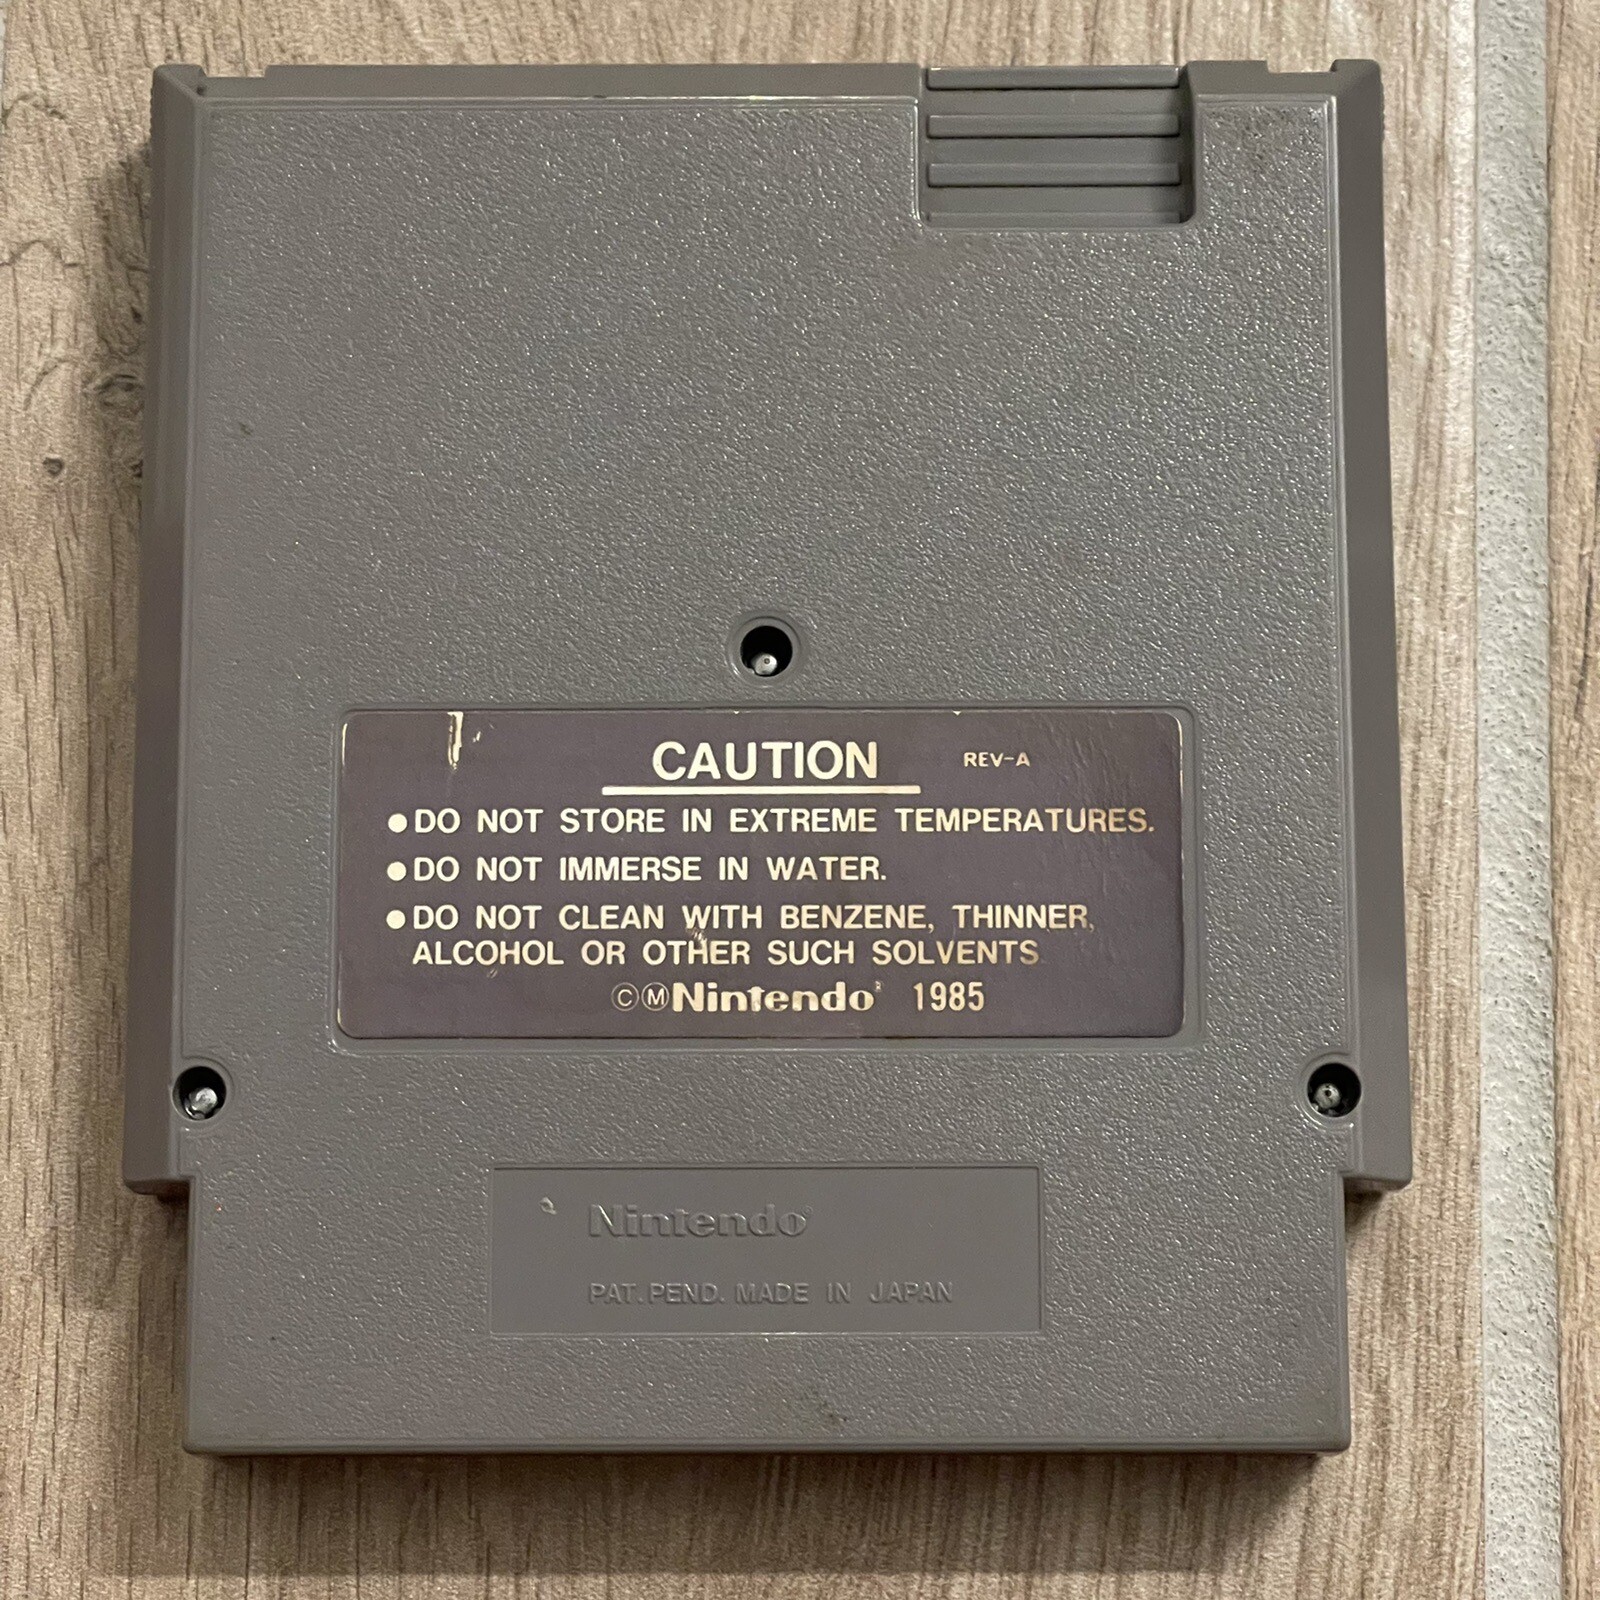 CAUTION REV-A
●DO NOT STORE IN EXTREME TEMPERATURES.
●DO NOT IMMERSE IN WATER.
●DO NOT CLEAN WITH BENZENE, THINNER,
ALCOHOL OR OTHER SUCH SOLVENTS
ⒸⓂNintendo® 1985
Nintendo®
PAT. PEND. MADE IN JAPAN